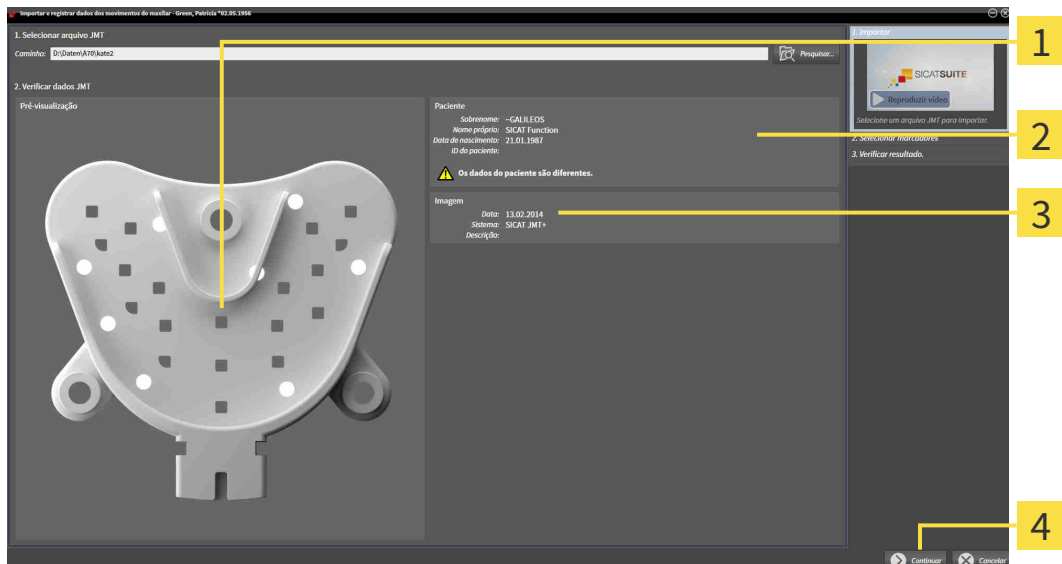 Importar e registrar dados dos movimentos do maxilar - Green, Patricia *02.05.1956
1. Selecionar arquivo JMT
Caminho: D:\Daten\A70\kate2
Pesquisar...
2. Verificar dados JMT
Pré-visualização
Paciente
Sobrenome: ~GALILEOS
Nome próprio: SICAT Function
Data de nascimento: 21.01.1987
ID do paciente:
Os dados do paciente são diferentes.
Imagem
Data: 13.02.2014
Sistema: SICAT JMT+
Descrição:
1. Importar
SICATSUITE
Reproduzir vídeo
Selecione um arquivo JMT para importar.
2. Selecionar marcadores
3. Verificar resultado.
Continuar
Cancelar
1
2
3
4